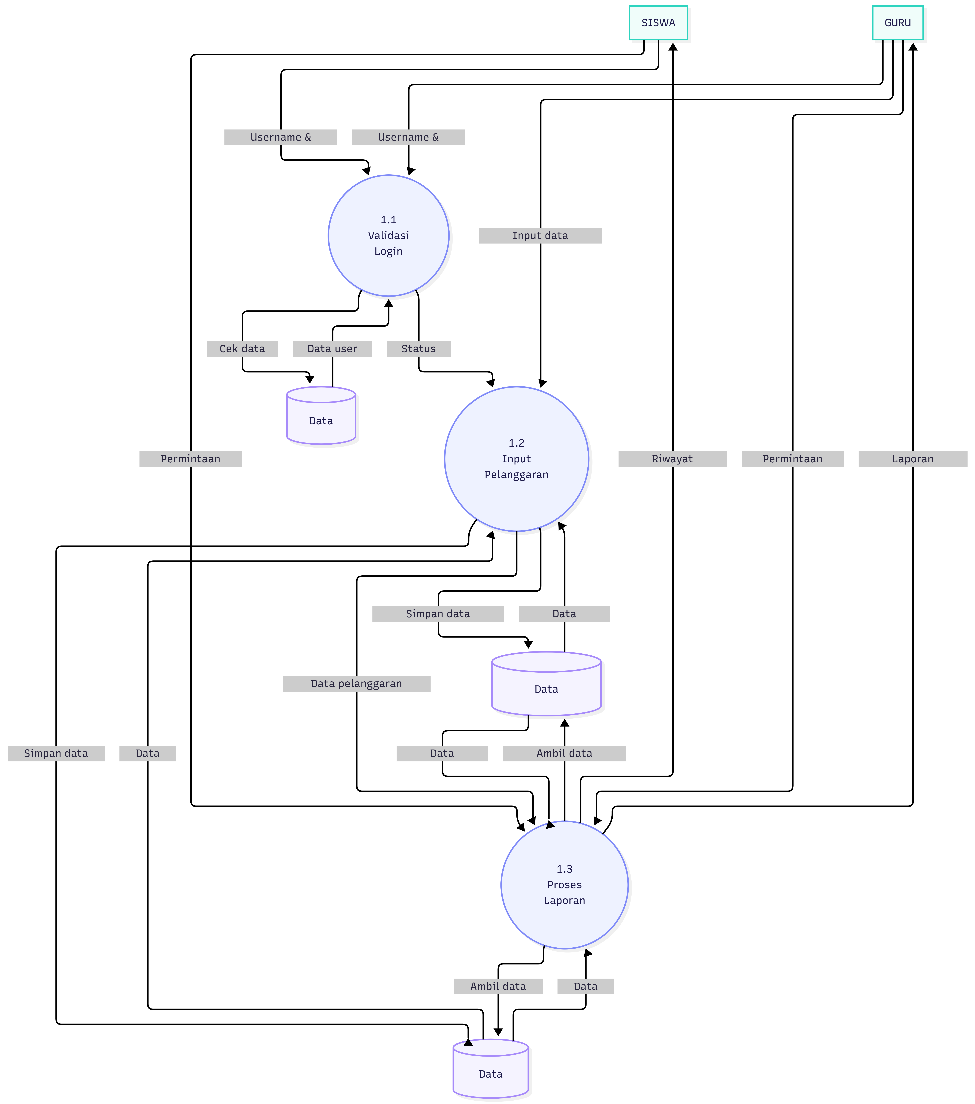 SISWA
GURU
Username &
Username &
1.1
Validasi
Login
Input data
Cek data
Data user
Status
Data
1.2
Input
Pelanggaran
Permintaan
Riwayat
Permintaan
Laporan
Simpan data
Data
Data pelanggaran
Data
Simpan data
Data
Data
Ambil data
1.3
Proses
Laporan
Ambil data
Data
Data